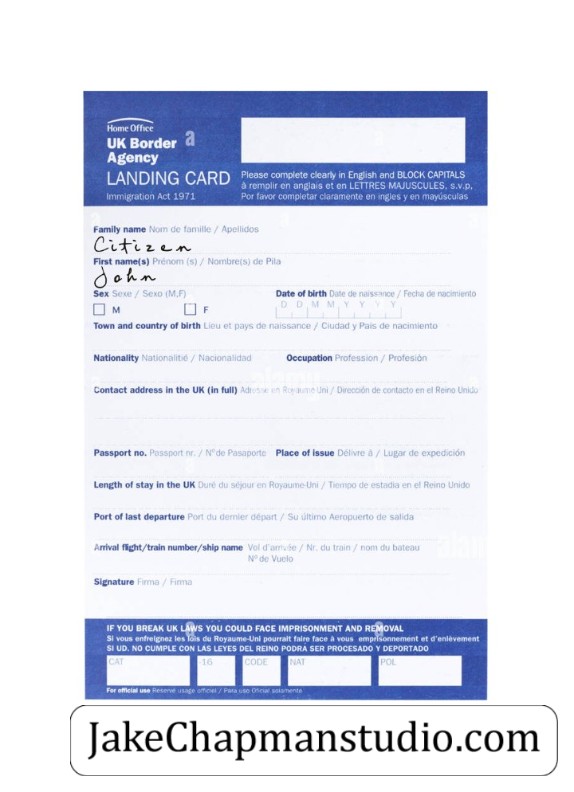 Home Office
UK Border
Agency
LANDING CARD
Immigration Act 1971
Please complete clearly in English and BLOCK CAPITALS
à remplir en anglais et en LETTRES MAJUSCULES, s.v.p.
Por favor completar claramente en ingles y en mayúsculas
Family name Nom de famille / Apellidos
Citizen
First name(s) Prénom (s) / Nombre(s) de Pila
John
Sex Sexe / Sexo (M,F)
Date of birth Date de naissance / Fecha de nacimiento
M F
D D M M Y Y Y Y
Town and country of birth Lieu et pays de naissance / Ciudad y País de nacimiento
Nationality Nationalitié / Nacionalidad
Occupation Profession / Profesión
Contact address in the UK (in full) Adresse en Royaume Uni / Dirección de contacto en el Reino Unido
Passport no. Passport nr. / Nº de Pasaporte
Place of issue Délivre à / Lugar de expedición
Length of stay in the UK Duré du séjour en Royaume-Uni / Tiempo de estadia en el Reino Unido
Port of last departure Port du dernier départ / Su último Aeropuerto de salida
Arrival flight/train number/ship name Vol d'arrivée / Nr. du train / nom du bateau
Nº de Vuelo
Signature Firma / Firma
IF YOU BREAK UK LAWS YOU COULD FACE IMPRISONMENT AND REMOVAL
Si vous enfreignez les lois du Royaume-Uni pourrait faire face à vous emprisonnement et d'enlèvement
SI UD. NO CUMPLE CON LAS LEYES DEL REINO PODRA SER PROCESADO Y DEPORTADO
CAT -16 CODE NAT POL
For official use Reservé usage officiel / Para uso Oficial solamente
alamy
JakeChapmanstudio.com